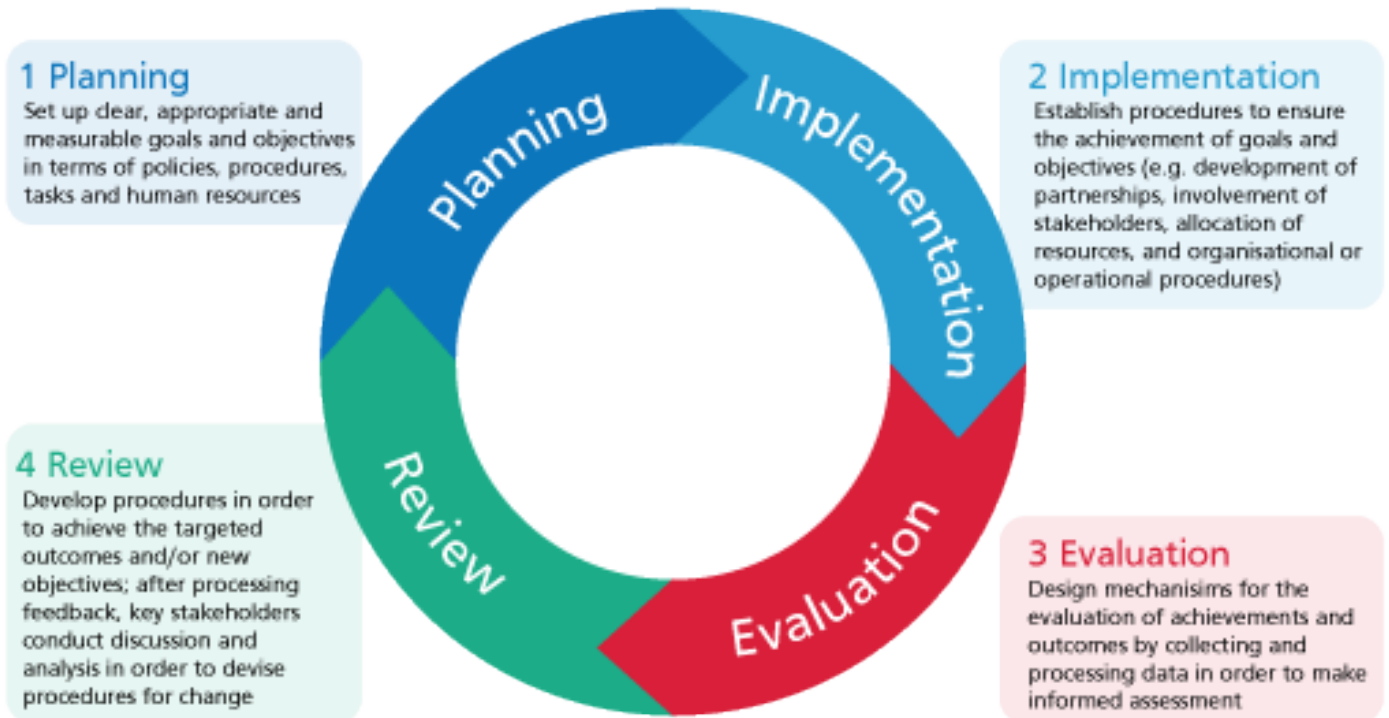 1 Planning
Set up clear, appropriate and
measurable goals and objectives
in terms of policies, procedures,
tasks and human resources
Planning
Implementation
2 Implementation
Establish procedures to ensure
the achievement of goals and
objectives (e.g. development of
partnerships, involvement of
stakeholders, allocation of
resources, and organisational or
operational procedures)
4 Review
Develop procedures in order
to achieve the targeted
outcomes and/or new
objectives; after processing
feedback, key stakeholders
conduct discussion and
analysis in order to devise
procedures for change
Review
Evaluation
3 Evaluation
Design mechanisims for the
evaluation of achievements and
outcomes by collecting and
processing data in order to make
informed assessment